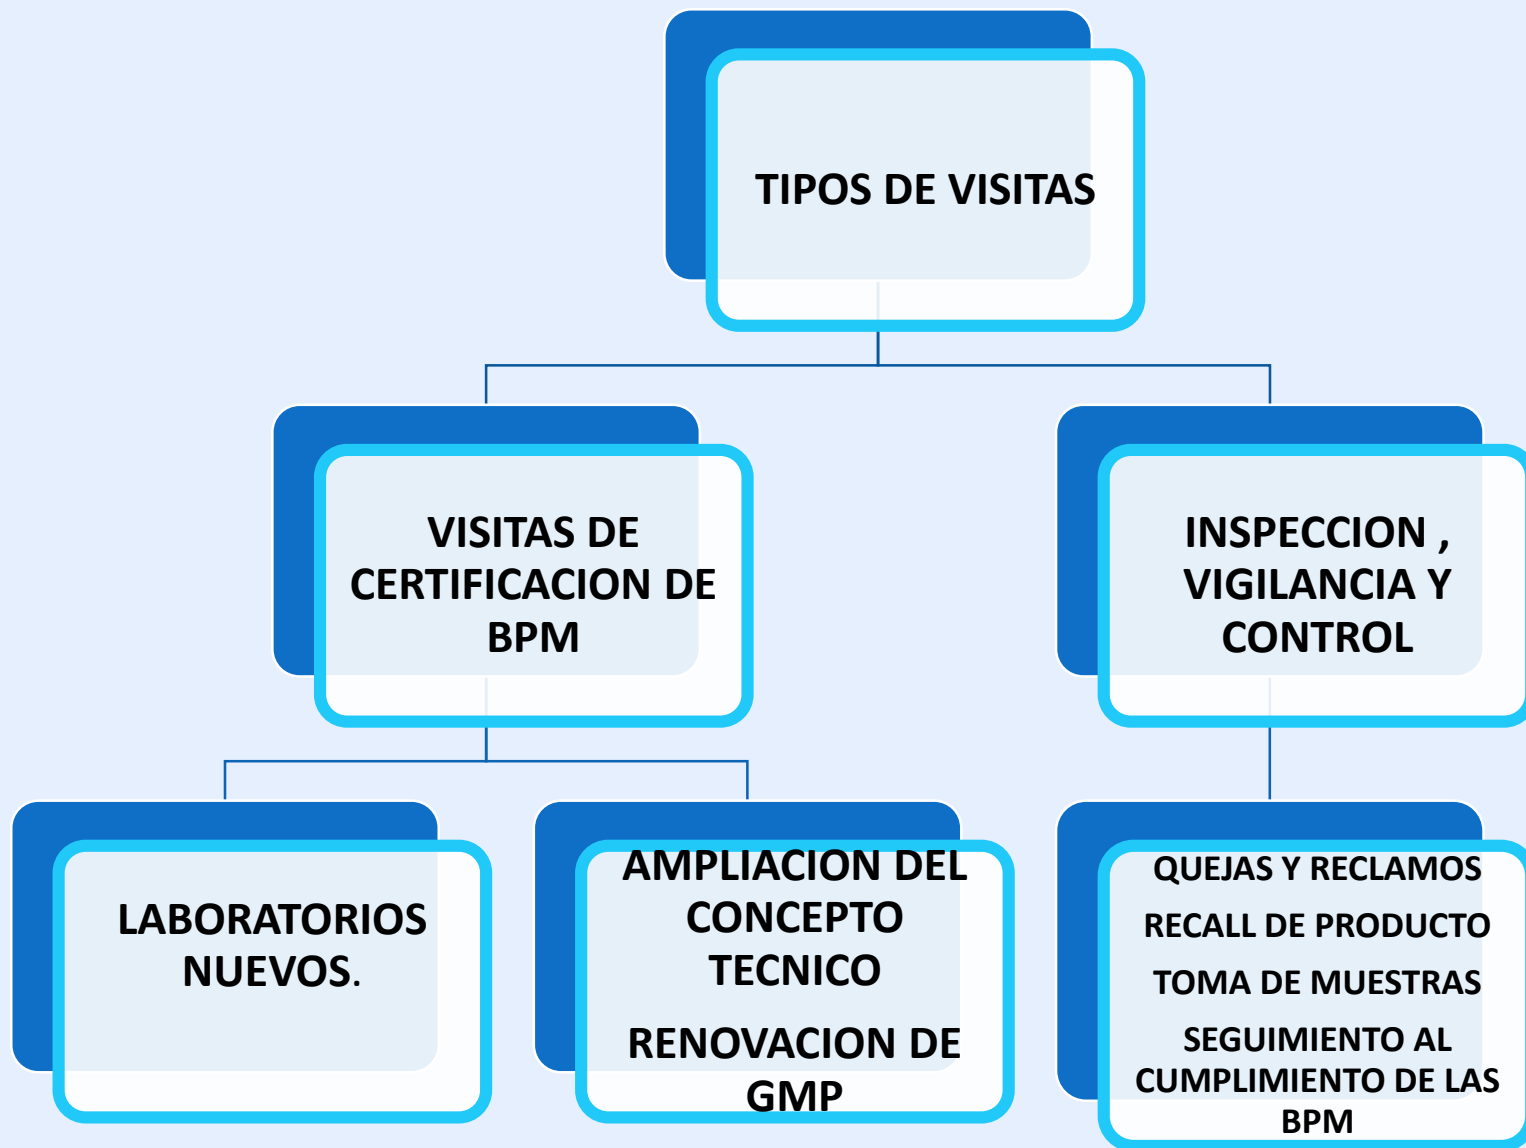 TIPOS DE VISITAS
VISITAS DE
CERTIFICACION DE
BPM
INSPECCION ,
VIGILANCIA Y
CONTROL
LABORATORIOS
NUEVOS.
AMPLIACION DEL
CONCEPTO
TECNICO
RENOVACION DE
GMP
QUEJAS Y RECLAMOS
RECALL DE PRODUCTO
TOMA DE MUESTRAS
SEGUIMIENTO AL
CUMPLIMIENTO DE LAS
BPM